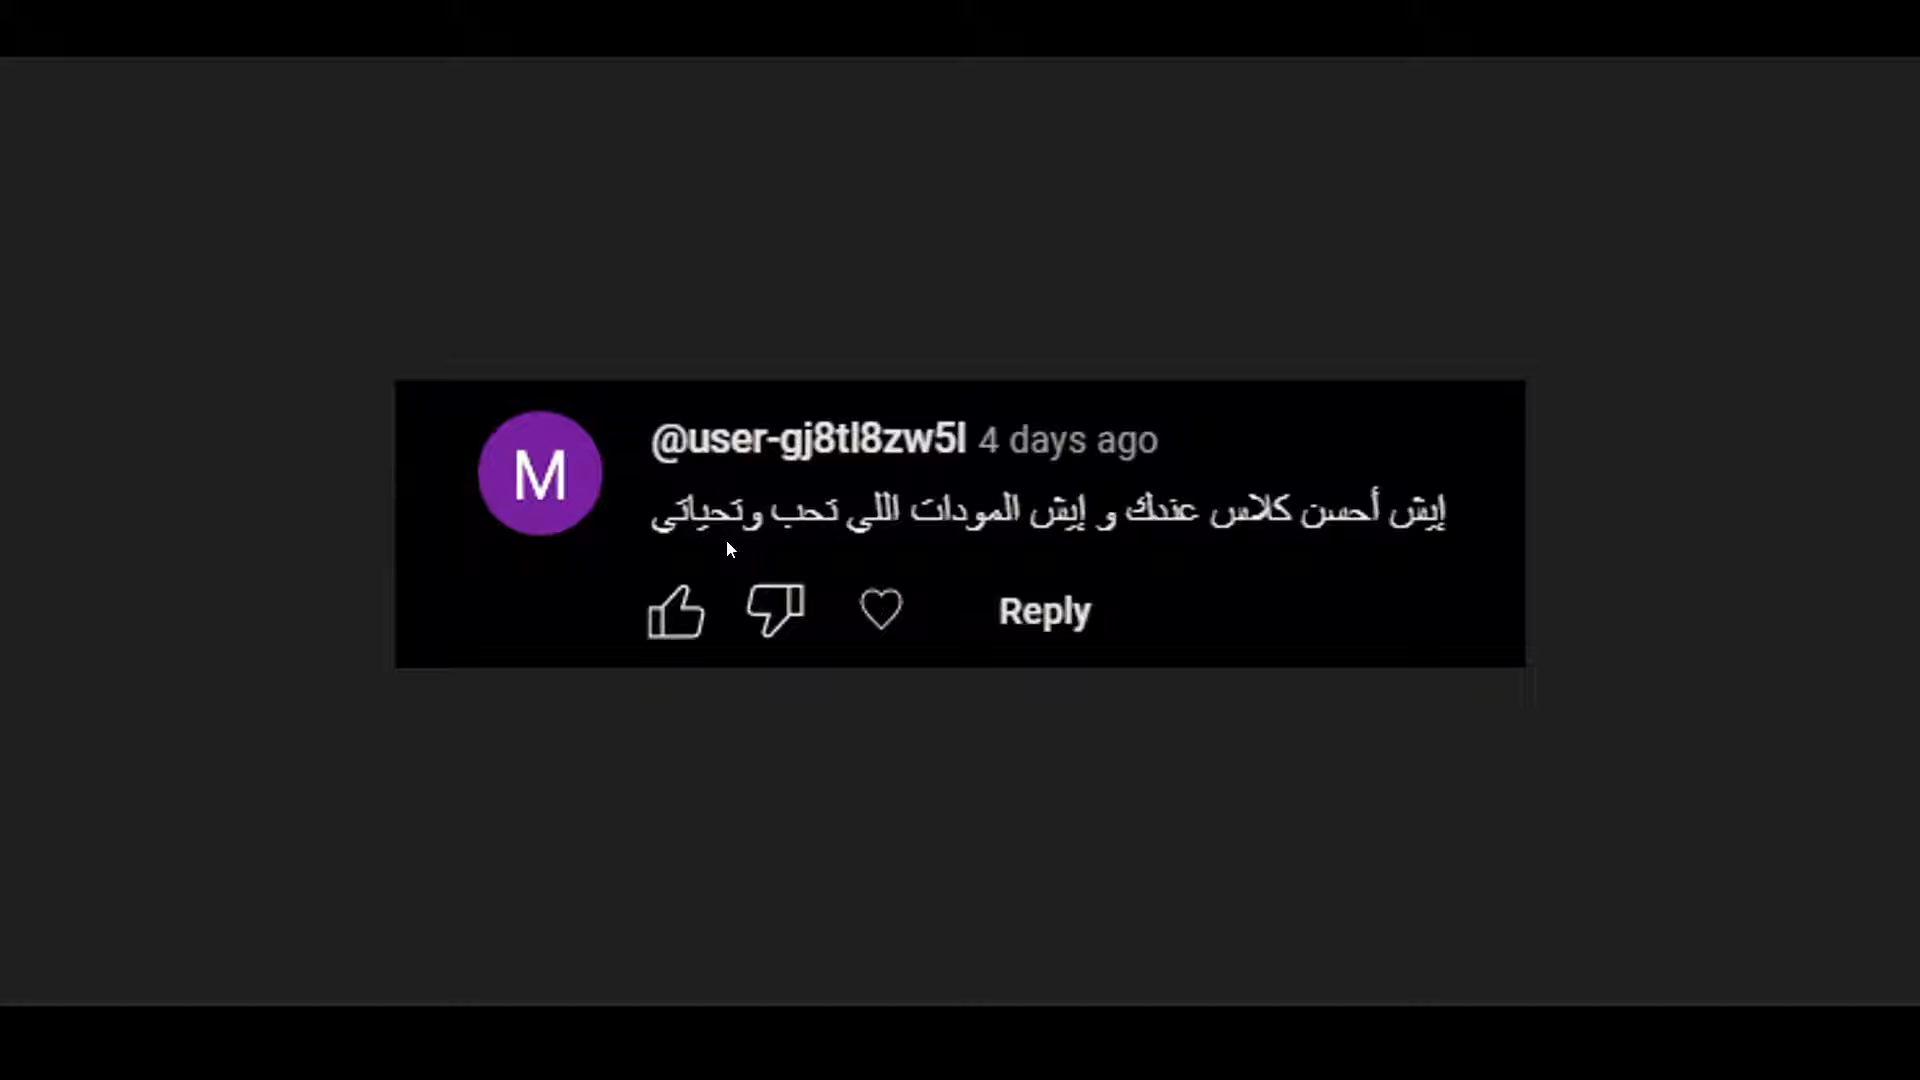 M
@user-gj8tl8zw5l 4 days ago
إيش أحسن كلاس عندك و إيش المودات اللي تحب وتحياتي
Reply